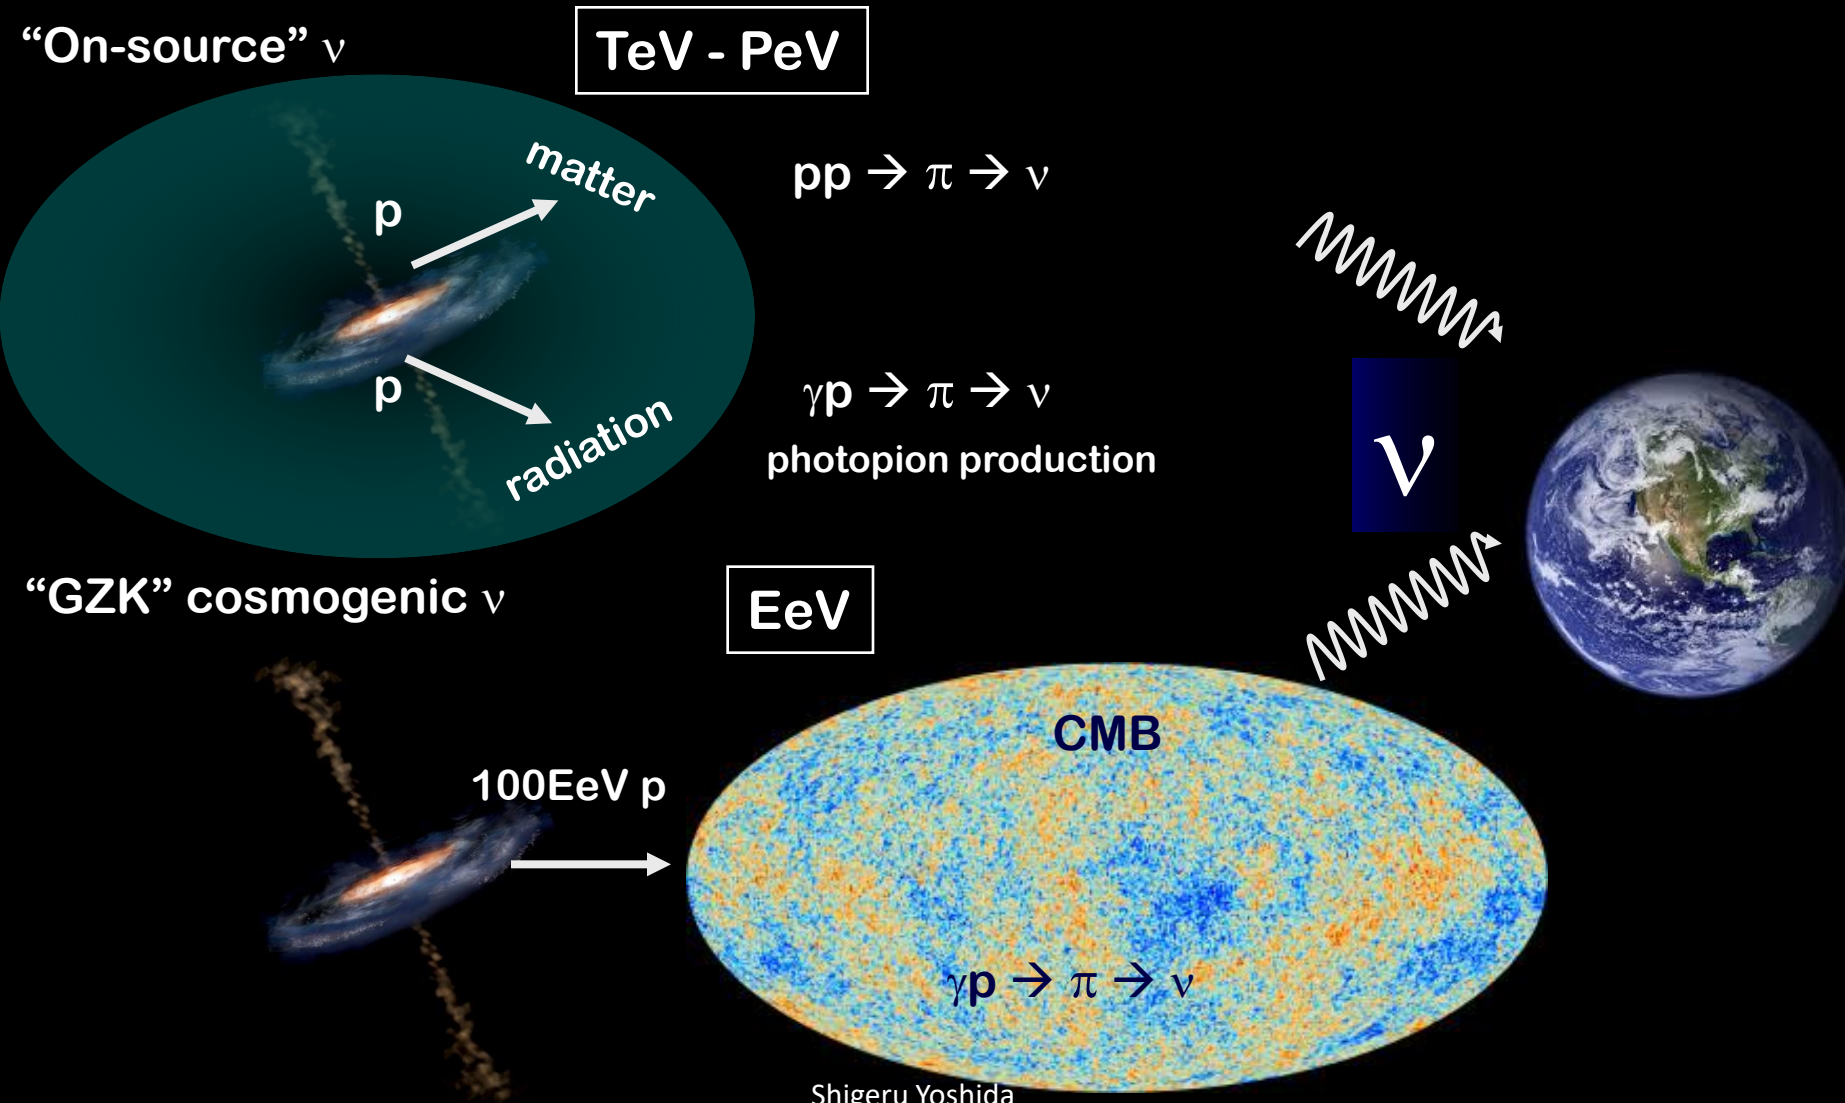 “On-source” ν
TeV - PeV
matter
p
pp → π → ν
p
radiation
γp → π → ν
photopion production
ν
“GZK” cosmogenic ν
EeV
CMB
100EeV p
γp → π → ν
Shigeru Yoshida